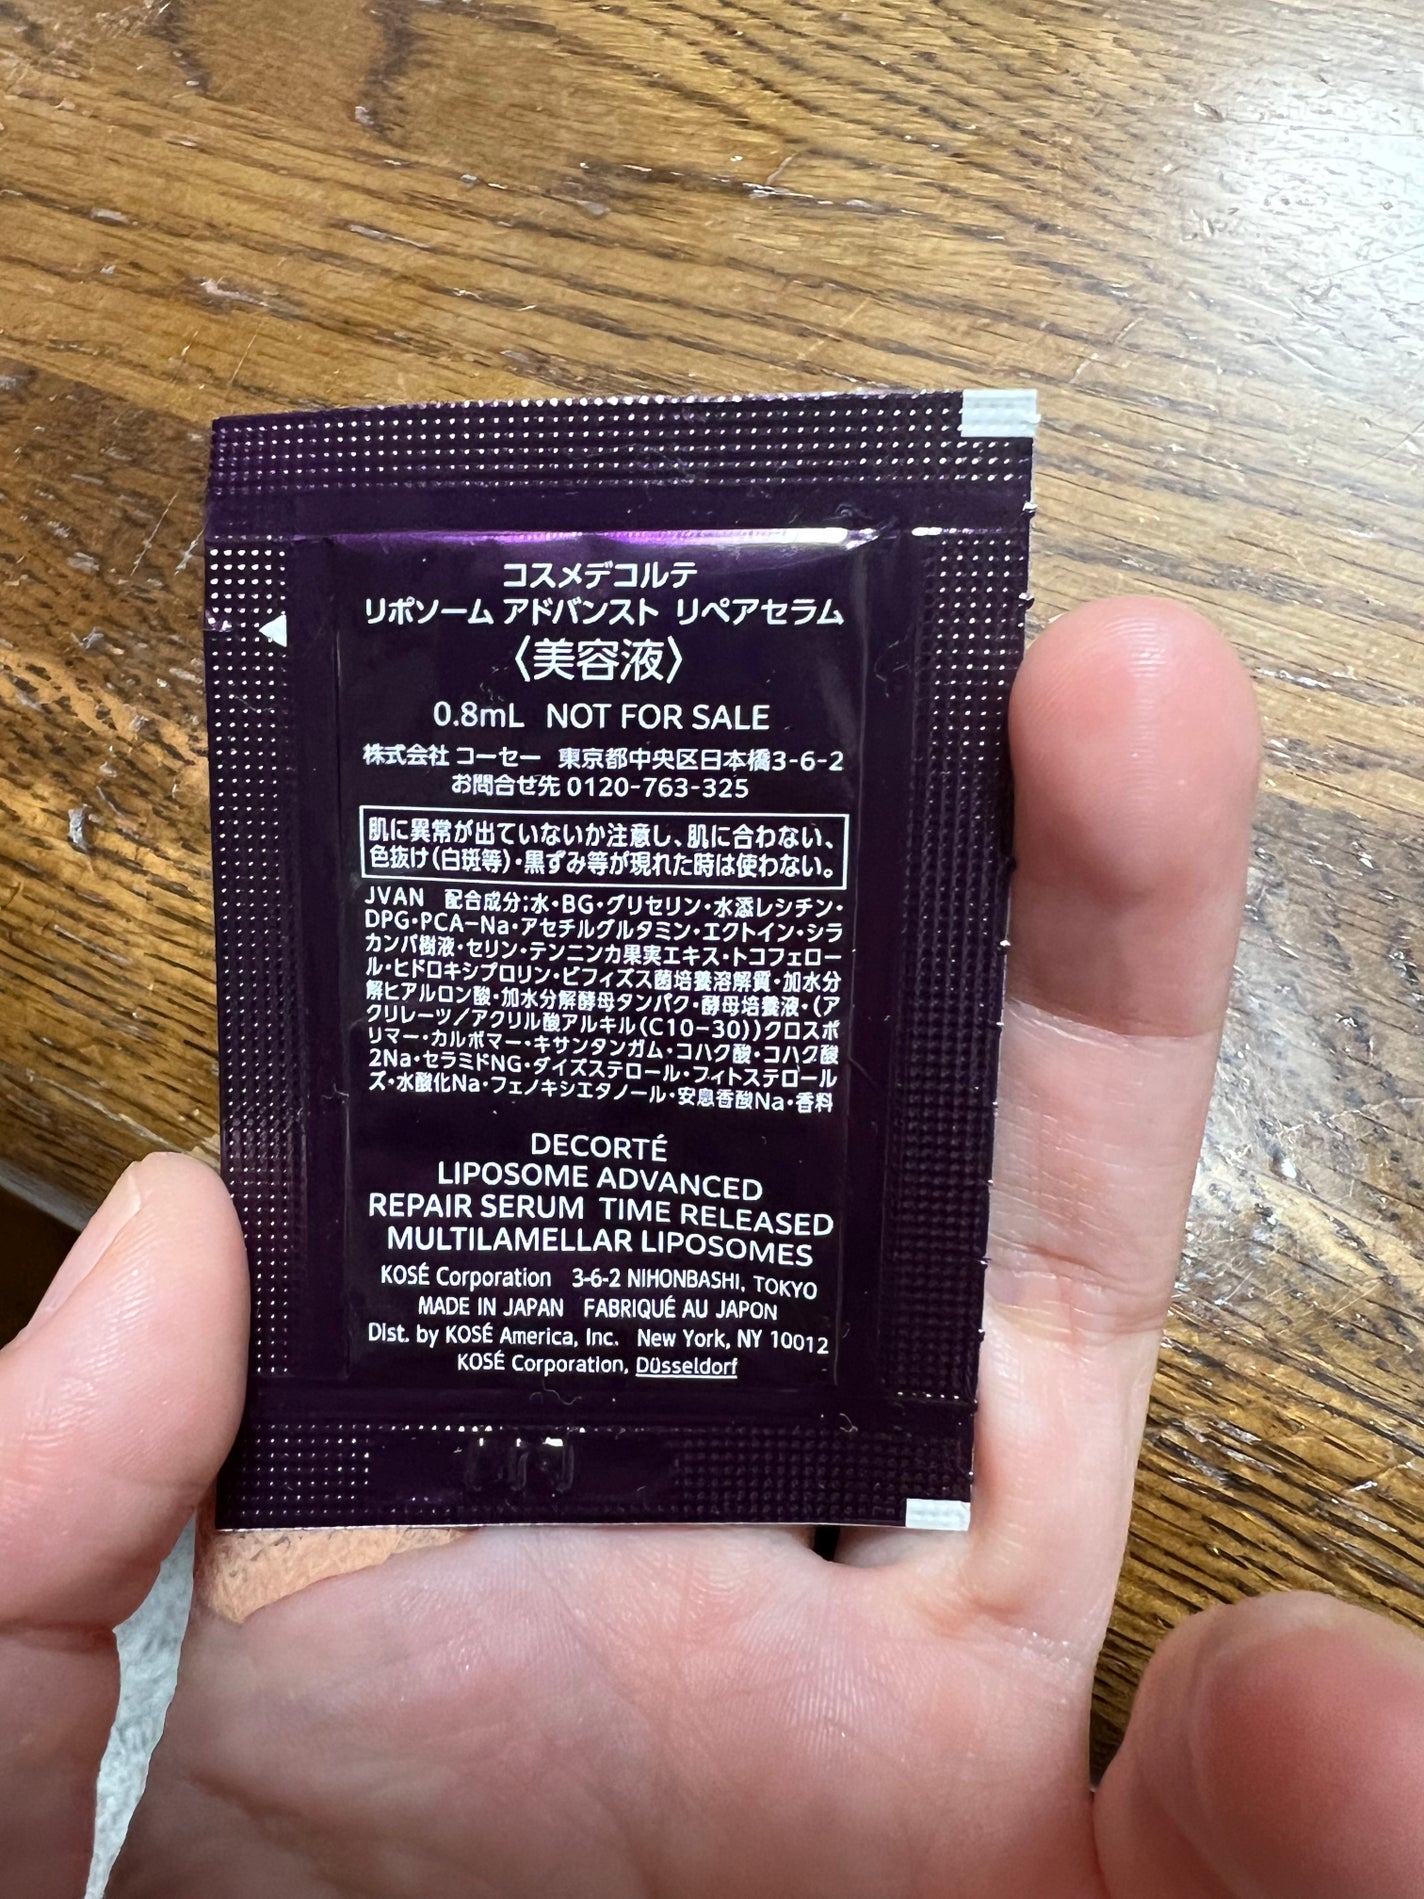 コスメデコルテ
リポソーム アドバンスト リペアセラム
〈美容液〉
0.8mL NOT FOR SALE
株式会社 コーセー 東京都中央区日本橋3-6-2
お問合せ先 0120-763-325
肌に異常が出ていないか注意し、肌に合わない、
色抜け(白斑等)・黒ずみ等が現れた時は使わない。
JVAN 配合成分;水・BG・グリセリン・水添レシチン・
DPG・PCA-Na・アセチルグルタミン・エクトイン・シラ
カンバ樹液・セリン・テンニンカ果実エキス・トコフェロー
ル・ヒドロキシプロリン・ビフィズス菌培養溶解質・加水分
解ヒアルロン酸・加水分解酵母タンパク・酵母培養液・(ア
クリレーツ/アクリル酸アルキル(C10-30))クロスポ
リマー・カルボマー・キサンタンガム・コハク酸・コハク酸
2Na・セラミドNG・ダイズステロール・フィトステロール
ズ・水酸化Na・フェノキシエタノール・安息香酸Na・香料
DECORTÉ
LIPOSOME ADVANCED
REPAIR SERUM TIME RELEASED
MULTILAMELLAR LIPOSOMES
KOSÉ Corporation 3-6-2 NIHONBASHI, TOKYO
MADE IN JAPAN FABRIQUÉ AU JAPON
Dist. by KOSÉ America, Inc. New York, NY 10012
KOSÉ Corporation, Düsseldorf